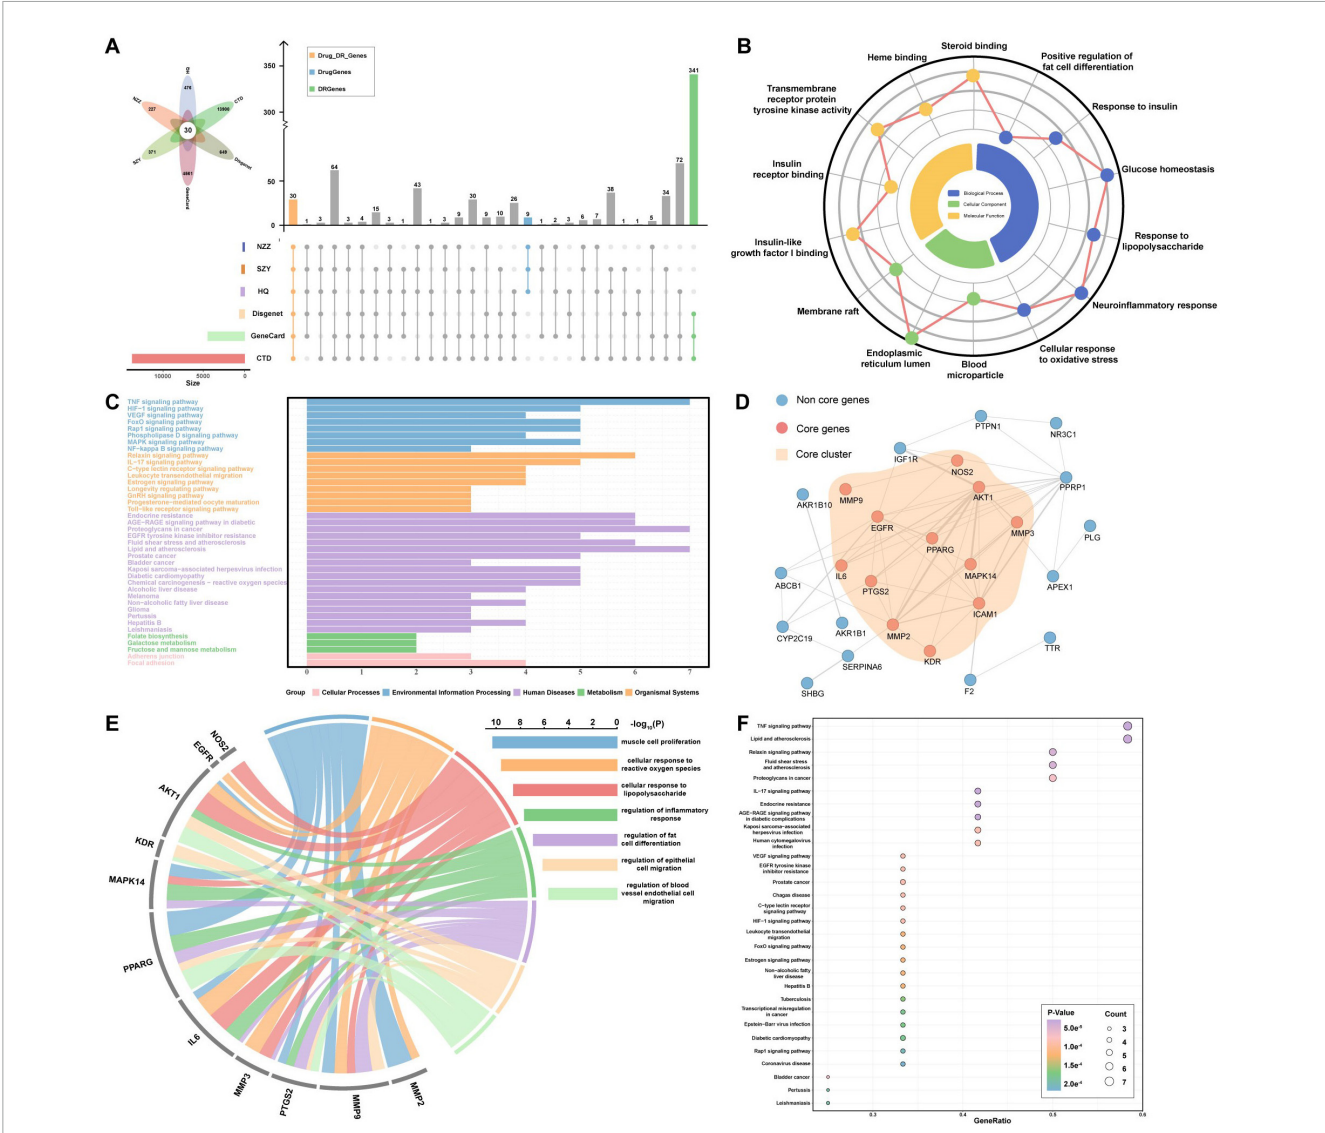 A
350
300
50
0
Drug_DR_Genes
DrugGenes
DRGenes
341
HQ
476
CTD
13900
Disgenet
649
GeneCard
4661
SZY
371
NZZ
227
30
30 1 3 64 3 4 15 3 1 43 1 3 9 30 9 10 26 9 1 2 3 6 7 38 1 1 5 34 72
NZZ
SZY
HQ
Disgenet
GeneCard
CTD
10000 5000 0
Size
B
Steroid binding
Positive regulation of
fat cell differentiation
Response to insulin
Glucose homeostasis
Response to
lipopolysaccharide
Neuroinflammatory response
Cellular response
to oxidative stress
Blood
microparticle
Endoplasmic
reticulum lumen
Membrane raft
Insulin-like
growth factor I binding
Insulin
receptor binding
Transmembrane
receptor protein
tyrosine kinase activity
Heme binding
Biological Process
Cellular Component
Molecular Function
C
TNF signaling pathway
HIF-1 signaling pathway
VEGF signaling pathway
FoxO signaling pathway
Rap1 signaling pathway
Phospholipase D signaling pathway
MAPK signaling pathway
NF-kappa B signaling pathway
Relaxin signaling pathway
IL-17 signaling pathway
C-type lectin receptor signaling pathway
Leukocyte transendothelial migration
Estrogen signaling pathway
Longevity regulating pathway
GnRH signaling pathway
Progesterone-mediated oocyte maturation
Toll-like receptor signaling pathway
Endocrine resistance
AGE-RAGE signaling pathway in diabetic
Proteoglycans in cancer
EGFR tyrosine kinase inhibitor resistance
Fluid shear stress and atherosclerosis
Lipid and atherosclerosis
Prostate cancer
Bladder cancer
Kaposi sarcoma-associated herpesvirus infection
Diabetic cardiomyopathy
Chemical carcinogenesis - reactive oxygen species
Alcoholic liver disease
Melanoma
Non-alcoholic fatty liver disease
Glioma
Pertussis
Hepatitis B
Leishmaniasis
Folate biosynthesis
Galactose metabolism
Fructose and mannose metabolism
Adherens junction
Focal adhesion
0 1 2 3 4 5 6 7
Group Cellular Processes Environmental Information Processing Human Diseases Metabolism Organismal Systems
D
Non core genes
Core genes
Core cluster
PTPN1
NR3C1
IGF1R
NOS2
PPRP1
AKT1
MMP9
AKR1B10
EGFR
MMP3
PLG
PPARG
IL6
MAPK14
PTGS2
APEX1
ABCB1
ICAM1
CYP2C19
AKR1B1
MMP2
TTR
KDR
SERPINA6
SHBG
F2
E
NOS2
EGFR
AKT1
KDR
MAPK14
PPARG
IL6
MMP3
PTGS2
MMP9
MMP2
-log10(P)
10 8 6 4 2 0
muscle cell proliferation
cellular response to
reactive oxygen species
cellular response to
lipopolysaccharide
regulation of inflammatory
response
regulation of fat
cell differentiation
regulation of epithelial
cell migration
regulation of blood
vessel endothelial cell
migration
F
TNF signaling pathway
Lipid and atherosclerosis
Relaxin signaling pathway
Fluid shear stress
and atherosclerosis
Proteoglycans in cancer
IL-17 signaling pathway
Endocrine resistance
AGE-RAGE signaling pathway
in diabetic complications
Kaposi sarcoma-associated
herpesvirus infection
Human cytomegalovirus
infection
VEGF signaling pathway
EGFR tyrosine kinase
inhibitor resistance
Prostate cancer
Chagas disease
C-type lectin receptor
signaling pathway
HIF-1 signaling pathway
Leukocyte transendothelial
migration
FoxO signaling pathway
Estrogen signaling pathway
Non-alcoholic fatty
liver disease
Hepatitis B
Tuberculosis
Transcriptional misregulation
in cancer
Epstein-Barr virus infection
Diabetic cardiomyopathy
Rap1 signaling pathway
Coronavirus disease
Bladder cancer
Pertussis
Leishmaniasis
0.3 0.4 0.5 0.6
GeneRatio
P-Value
1.0e-4
1.5e-4
2.0e-4
Count
3
4
5
6
7